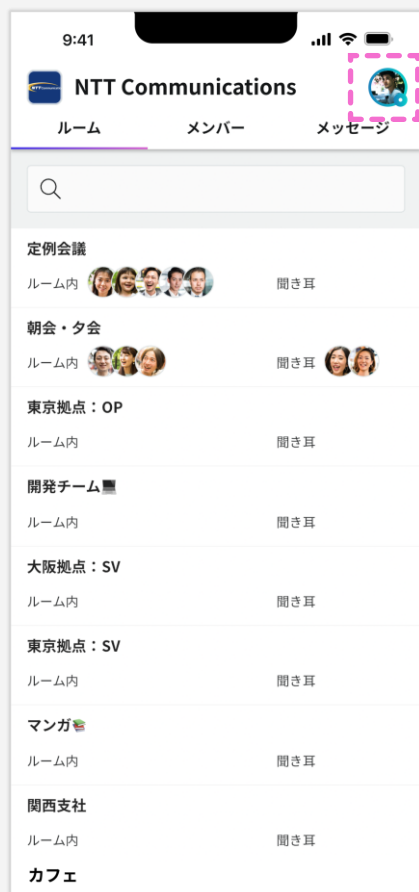 9:41
NTT Communications
ルーム メンバー メッセージ
定例会議
ルーム内 聞き耳
朝会・夕会
ルーム内 聞き耳
東京拠点：OP
ルーム内 聞き耳
開発チーム💻
ルーム内 聞き耳
大阪拠点：SV
ルーム内 聞き耳
東京拠点：SV
ルーム内 聞き耳
マンガ📚
ルーム内 聞き耳
関西支社
ルーム内 聞き耳
カフェ